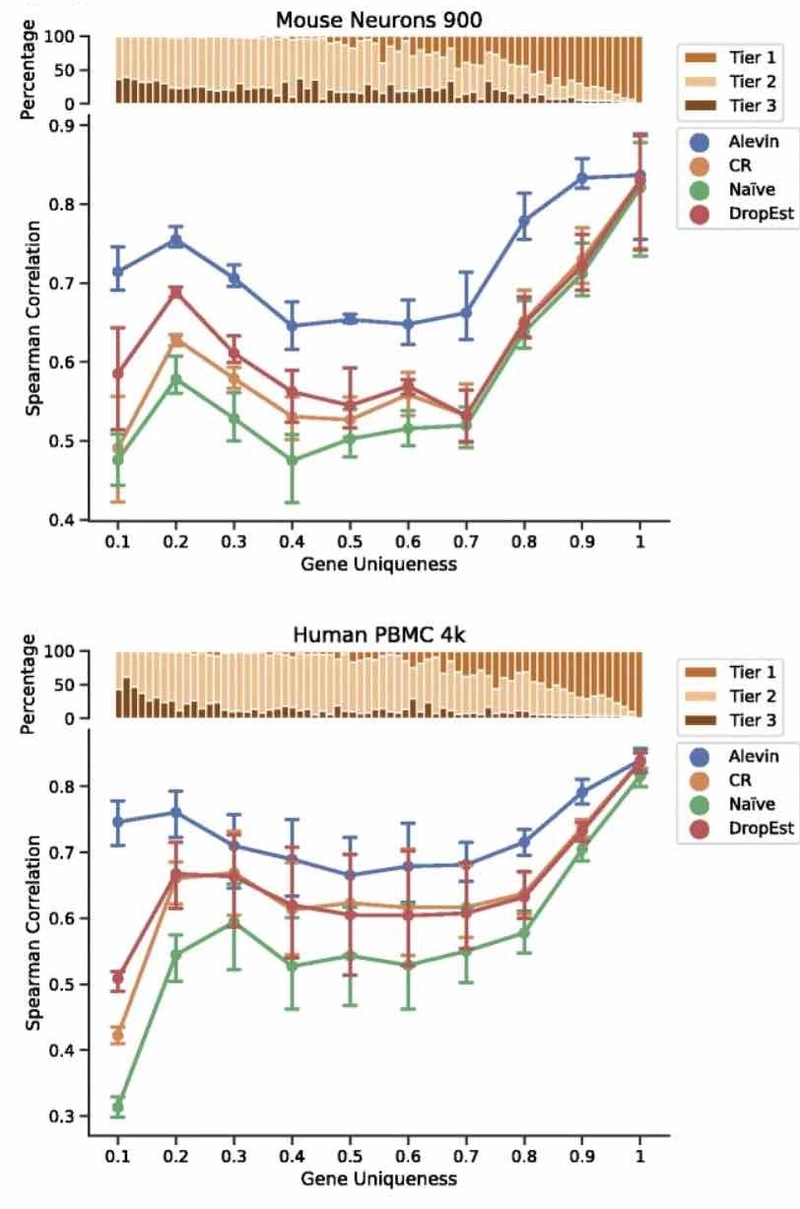 Mouse Neurons 900
Percentage
100
50
0
Tier 1
Tier 2
Tier 3
Alevin
CR
Naïve
DropEst
Spearman Correlation
0.9
0.8
0.7
0.6
0.5
0.4
0.1 0.2 0.3 0.4 0.5 0.6 0.7 0.8 0.9 1
Gene Uniqueness
Human PBMC 4k
Percentage
100
50
0
Tier 1
Tier 2
Tier 3
Alevin
CR
Naïve
DropEst
Spearman Correlation
0.8
0.7
0.6
0.5
0.4
0.3
0.1 0.2 0.3 0.4 0.5 0.6 0.7 0.8 0.9 1
Gene Uniqueness